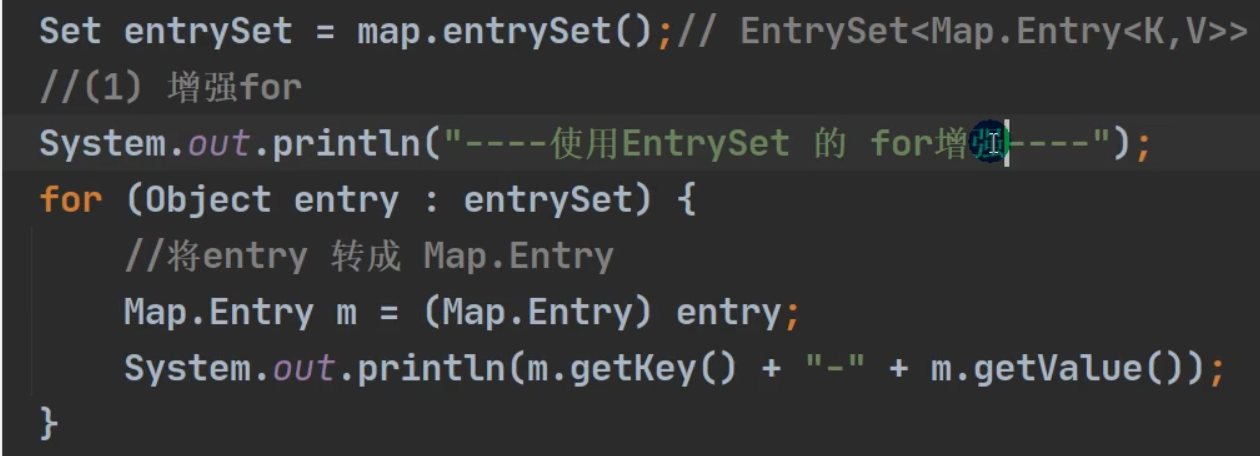 Set entrySet = map.entrySet();// EntrySet<Map.Entry<K,V>>
//(1) 增强for
System.out.println("----使用EntrySet 的 for增强----");
for (Object entry : entrySet) {
//将entry 转成 Map.Entry
Map.Entry m = (Map.Entry) entry;
System.out.println(m.getKey() + "-" + m.getValue());
}